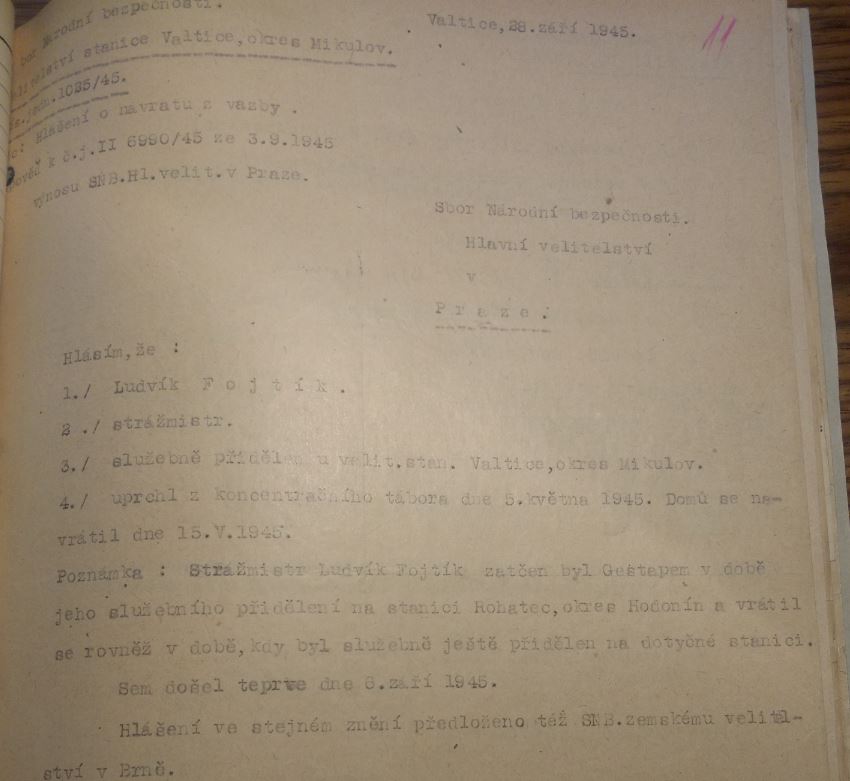 bor Národní bezpečnosti.
Valtice,28.září 1945.
11
litelství stanice Valtice,okres Mikulov.
jedn.1035/45.
Hlášení o návratu z vazby .
k č.j.II 6990/45 ze 3.9.1945
výnosu SNB.Hl.velit.v Praze.
Sbor Národní bezpečnosti.
Hlavní velitelství
v
P r a z e .
Hlásím,že :
1./ Ludvík F o j t í k .
2 ./ strážmistr.
3./ služebně přidělen u velit.stan. Valtice,okres Mikulov.
4./ uprchl z koncentračního tábora dne 5.května 1945. Domů se na-
vrátil dne 15.V.1945.
Poznámka : Strážmistr Ludvík Fojtík zatčen byl Gestapem v době
jeho služebního přidělení na stanici Rohatec,okres Hodonín a vrátil
se rovněž v době,kdy byl služebně ještě přidělen na dotyčné stanici.
Sem došel teprve dne 6.září 1945.
Hlášení ve stejném znění předloženo též SNB.zemskému velitel-
ství v Brně.